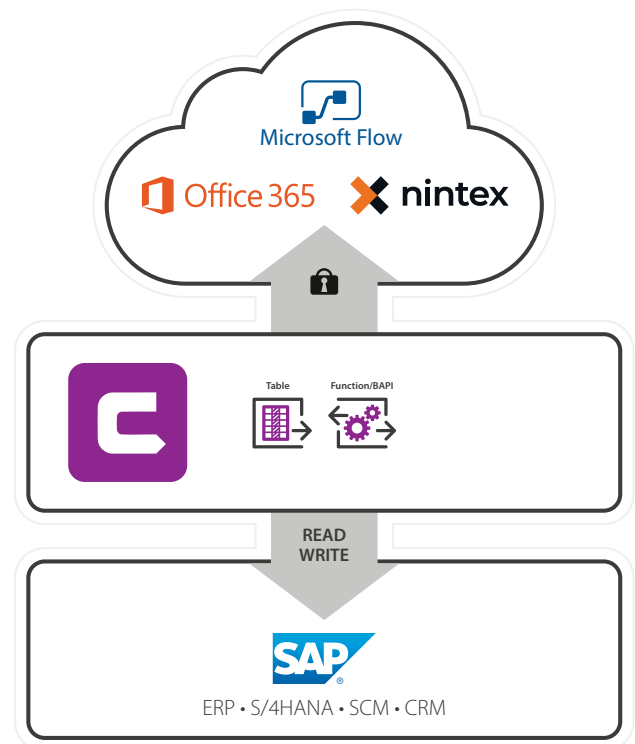 Microsoft Flow
Office 365
nintex
Table
Function/BAPI
READ
WRITE
SAP
®
ERP • S/4HANA • SCM • CRM